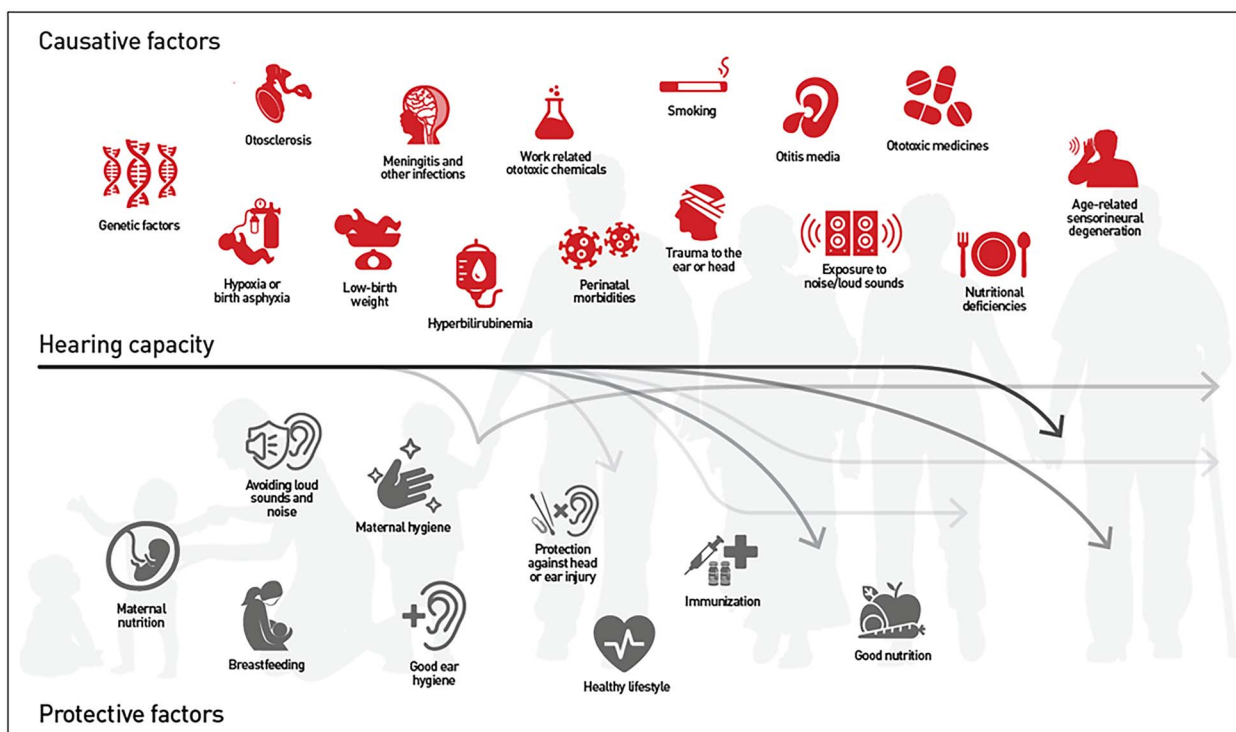 Causative factors
Genetic factors
Otosclerosis
Hypoxia or
birth asphyxia
Low-birth
weight
Meningitis and
other infections
Hyperbilirubinemia
Work related
ototoxic chemicals
Perinatal
morbidities
Smoking
Trauma to the
ear or head
Otitis media
Exposure to
noise/loud sounds
Ototoxic medicines
Nutritional
deficiencies
Age-related
sensorineural
degeneration
Hearing capacity
Maternal
nutrition
Avoiding loud
sounds and
noise
Breastfeeding
Maternal hygiene
Good ear
hygiene
Protection
against head
or ear injury
Healthy lifestyle
Immunization
Good nutrition
Protective factors